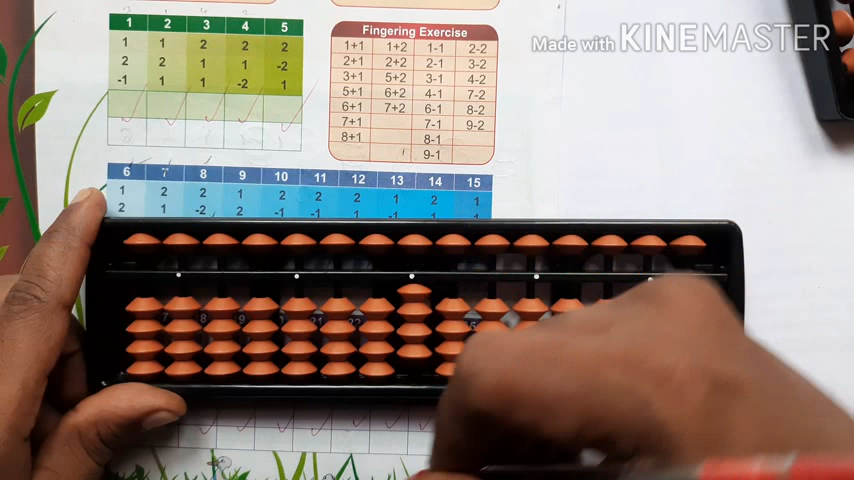 Made with KINEMASTER
1 2 3 4 5
1 1 2 2 2
2 2 1 1 -2
-1 1 1 -2 1
Fingering Exercise
1+1 1+2 1-1 2-2
2+1 2+2 2-1 3-2
3+1 5+2 3-1 4-2
5+1 6+2 4-1 7-2
6+1 7+2 6-1 8-2
7+1 7-1 9-2
8+1 8-1
9-1
6 7 8 9 10 11 12 13 14 15
1 2 2 1 2 2 2 1 2 1
2 1 -2 2 -1 -1 1 -1 1